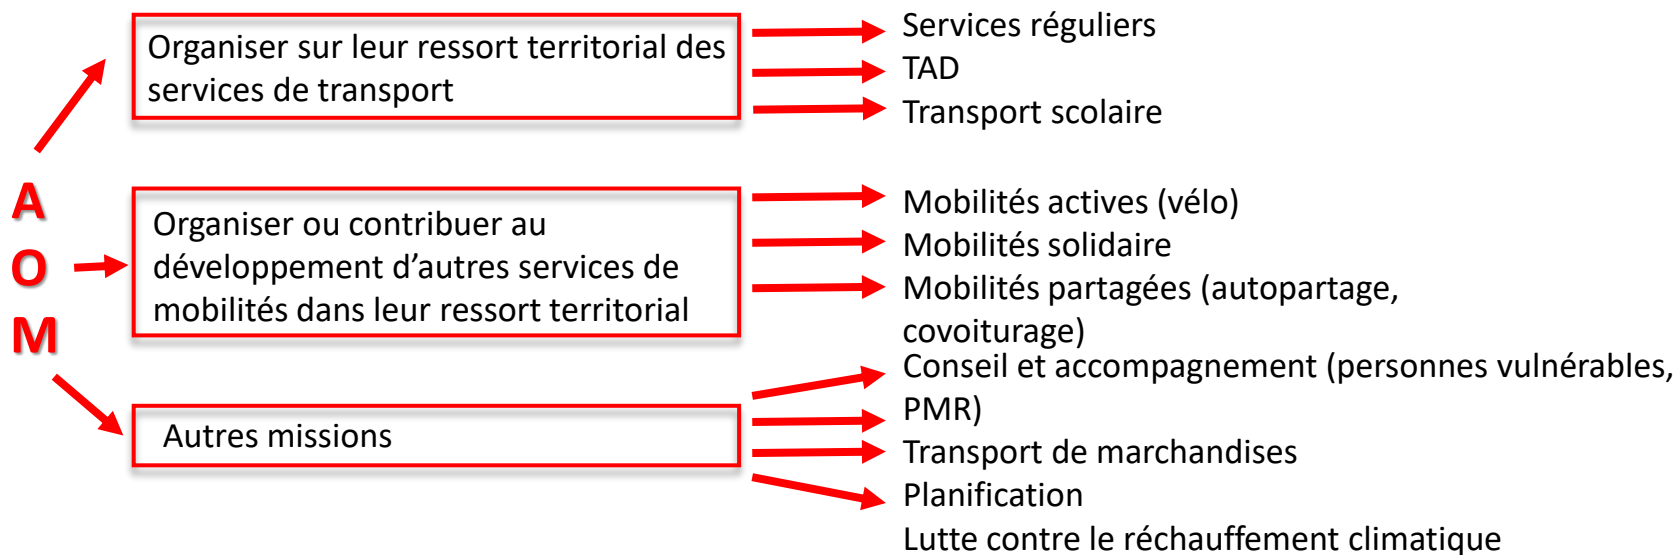 A
O
M
Organiser sur leur ressort territorial des
services de transport
Services réguliers
TAD
Transport scolaire
Organiser ou contribuer au
développement d’autres services de
mobilités dans leur ressort territorial
Mobilités actives (vélo)
Mobilités solidaire
Mobilités partagées (autopartage,
covoiturage)
Autres missions
Conseil et accompagnement (personnes vulnérables,
PMR)
Transport de marchandises
Planification
Lutte contre le réchauffement climatique